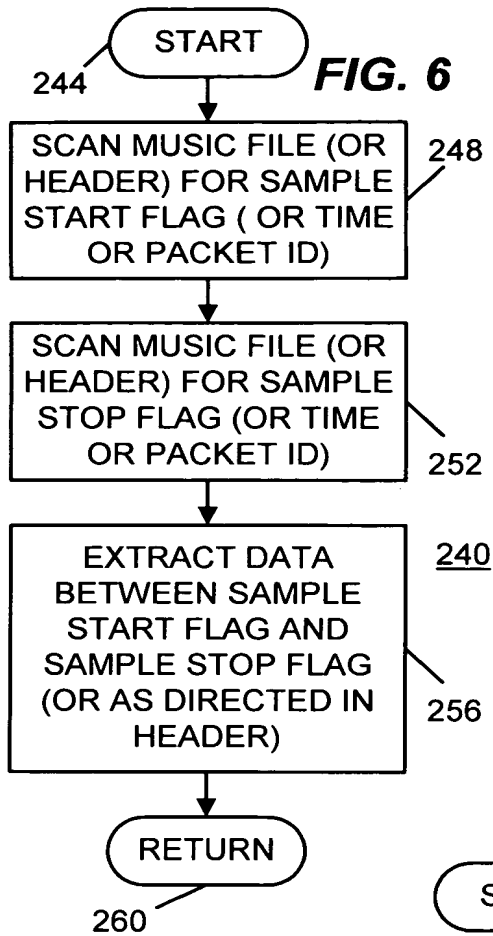 START
244
FIG. 6
SCAN MUSIC FILE (OR
HEADER) FOR SAMPLE
START FLAG ( OR TIME
OR PACKET ID)
248
SCAN MUSIC FILE (OR
HEADER) FOR SAMPLE
STOP FLAG (OR TIME
OR PACKET ID)
252
EXTRACT DATA
BETWEEN SAMPLE
START FLAG AND
SAMPLE STOP FLAG
(OR AS DIRECTED IN
HEADER)
240
256
RETURN
260
S